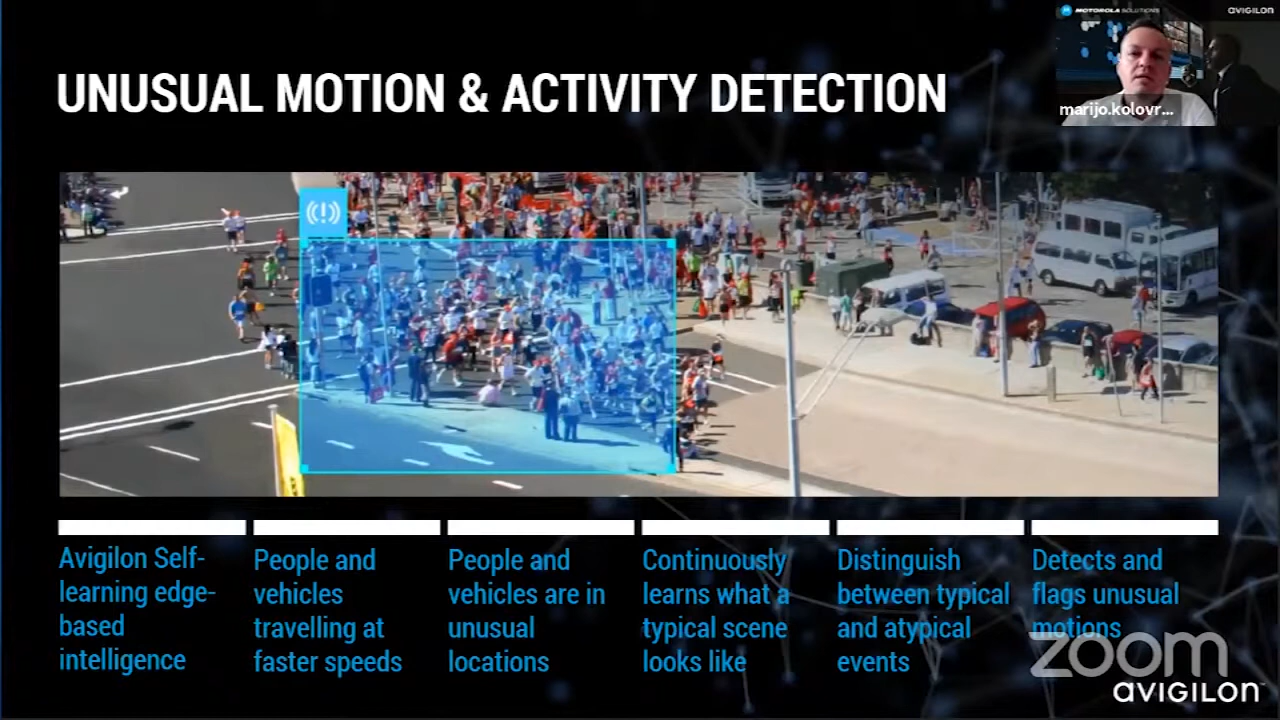 MOTOROLA SOLUTIONS
AVIGILON
marijo.kolovr...
UNUSUAL MOTION & ACTIVITY DETECTION
Avigilon Self-
learning edge-
based
intelligence
People and
vehicles
travelling at
faster speeds
People and
vehicles are in
unusual
locations
Continuously
learns what a
typical scene
looks like
Distinguish
between typical
and atypical
events
Detects and
flags unusual
motions
zoom
AVIGILON